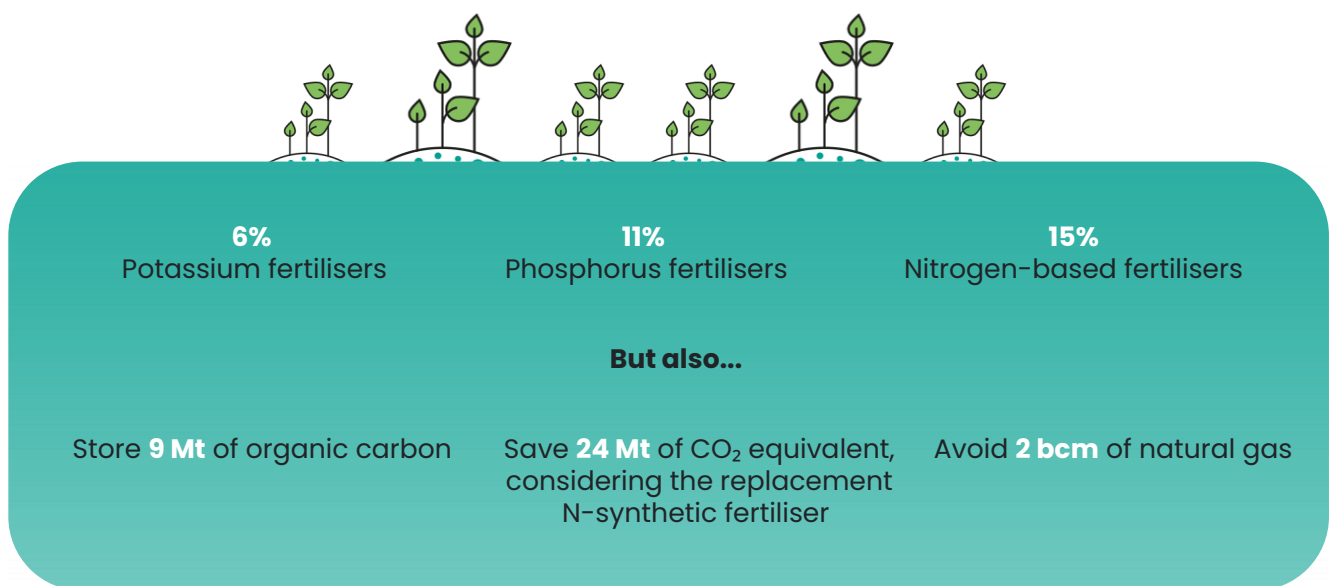 6%
Potassium fertilisers
11%
Phosphorus fertilisers
15%
Nitrogen-based fertilisers
But also...
Store 9 Mt of organic carbon
Save 24 Mt of CO₂ equivalent,
considering the replacement
N-synthetic fertiliser
Avoid 2 bcm of natural gas